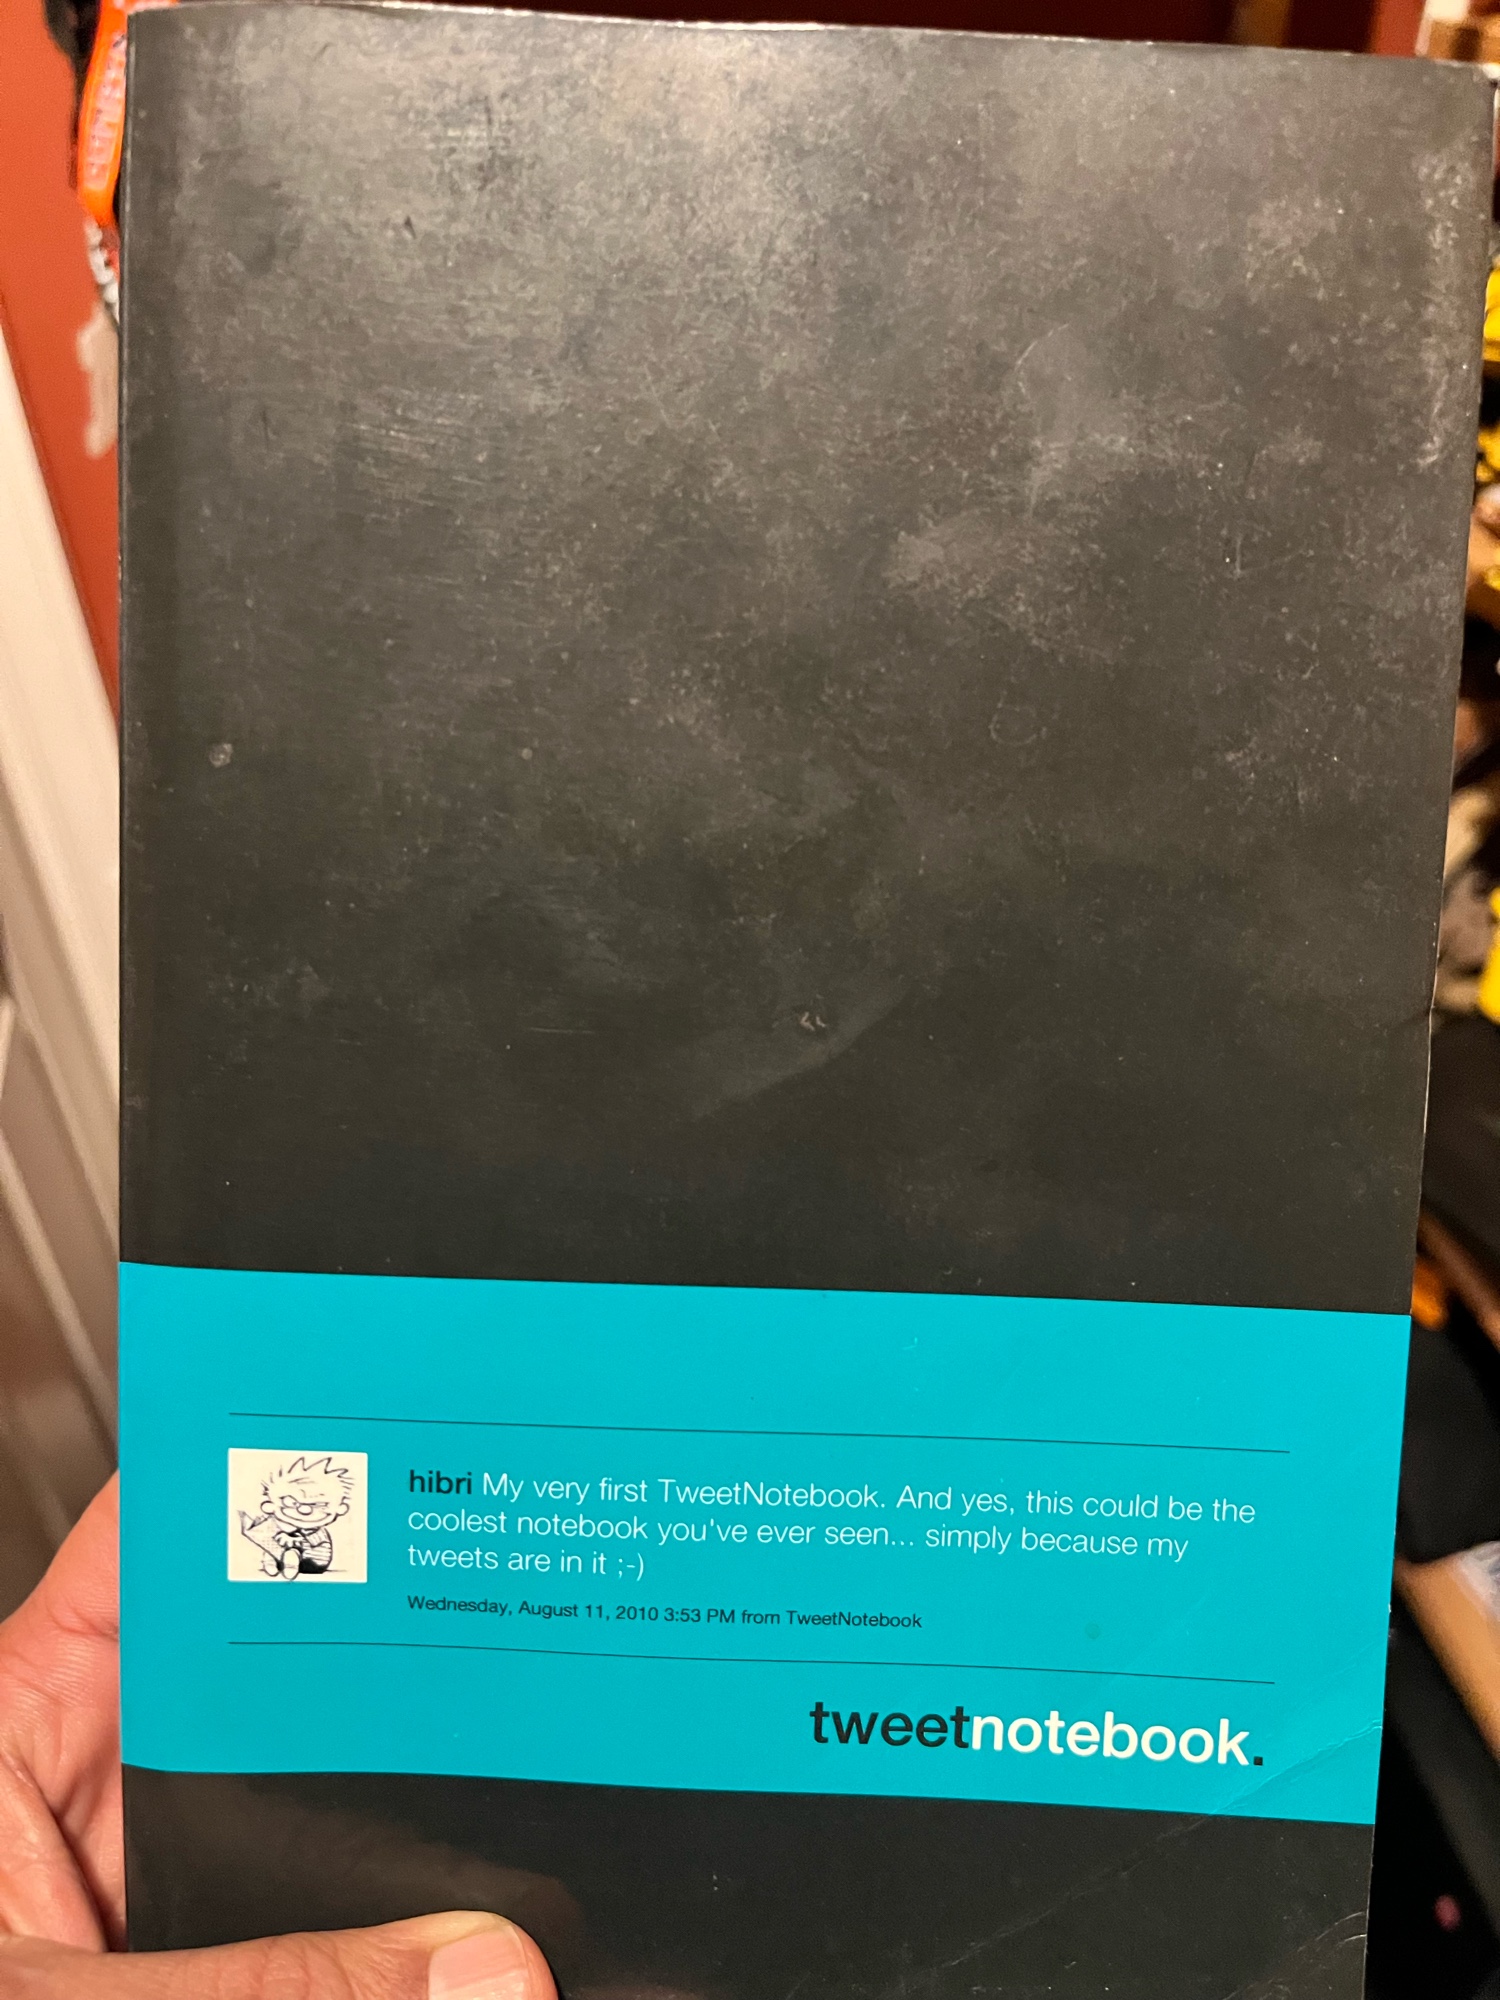 hibri My very first TweetNotebook. And yes, this could be the
coolest notebook you've ever seen... simply because my
tweets are in it ;-)
Wednesday, August 11, 2010 3:53 PM from TweetNotebook
tweetnotebook.